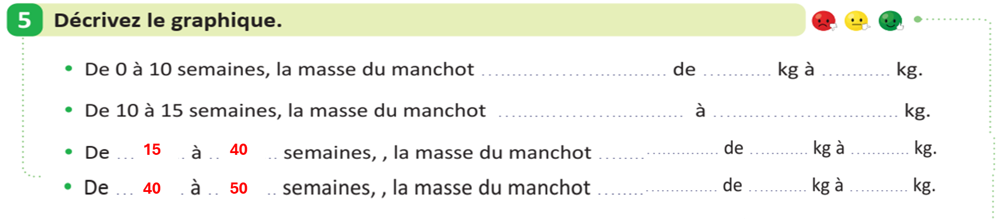 5 Décrivez le graphique.
• De 0 à 10 semaines, la masse du manchot .............................. de ............ kg à ............ kg.
• De 10 à 15 semaines, la masse du manchot .............................. à .............................. kg.
• De ... 15 . à .. 40 .. semaines, , la masse du manchot .................... de ............ kg à ............ kg.
• De ... 40 . à .. 50 .. semaines, , la masse du manchot .................... de ............ kg à ............ kg.